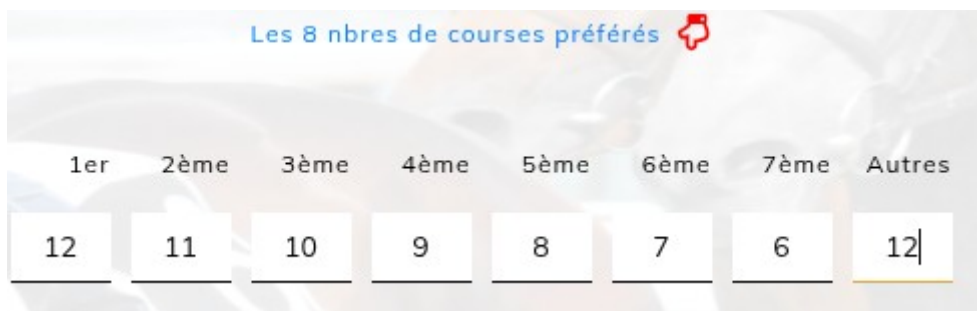 Les 8 nbres de courses préférés
1er 2ème 3ème 4ème 5ème 6ème 7ème Autres
12 11 10 9 8 7 6 12